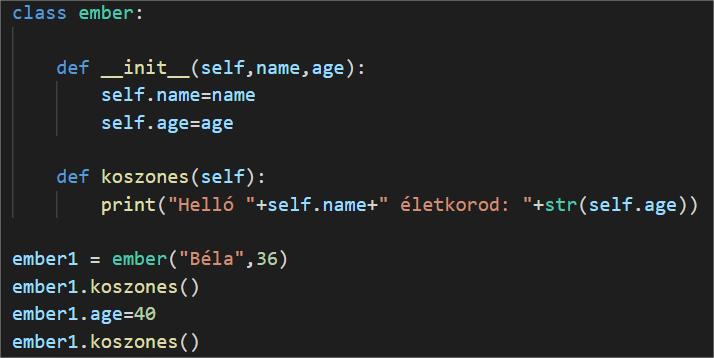 class ember:
def __init__(self,name,age):
self.name=name
self.age=age
def koszones(self):
print("Helló "+self.name+" életkorod: "+str(self.age))
ember1 = ember("Béla",36)
ember1.koszones()
ember1.age=40
ember1.koszones()